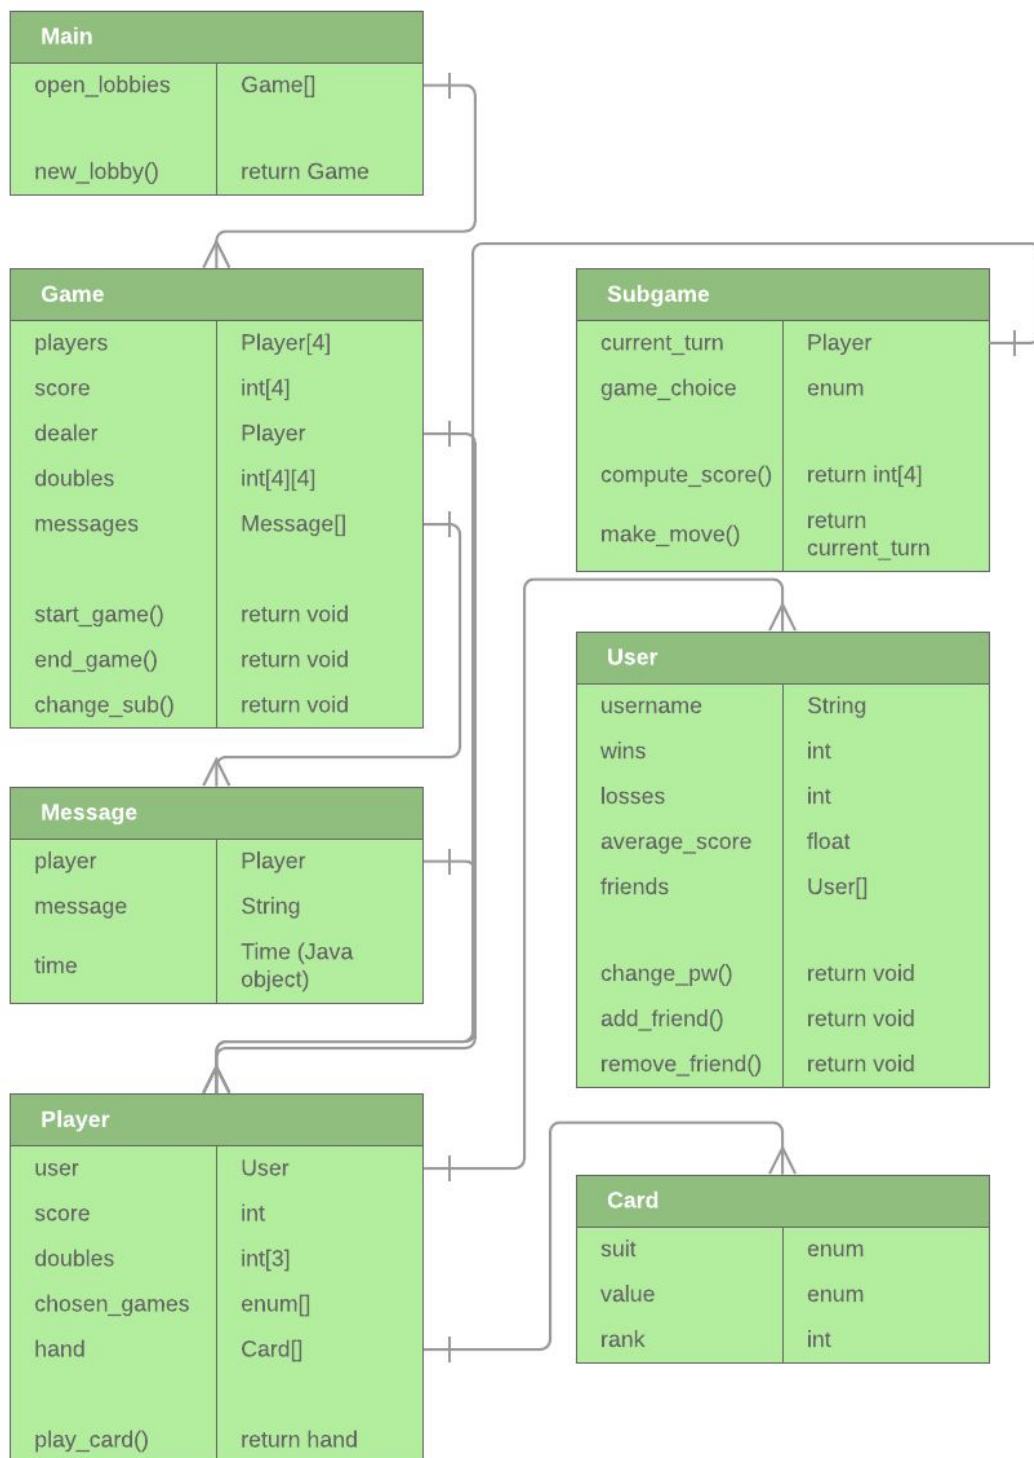 Main
open_lobbies Game[]
new_lobby() return Game
Game
players Player[4]
score int[4]
dealer Player
doubles int[4][4]
messages Message[]
start_game() return void
end_game() return void
change_sub() return void
Message
player Player
message String
time Time (Java
object)
Player
user User
score int
doubles int[3]
chosen_games enum[]
hand Card[]
play_card() return hand
Subgame
current_turn Player
game_choice enum
compute_score() return int[4]
make_move() return
current_turn
User
username String
wins int
losses int
average_score float
friends User[]
change_pw() return void
add_friend() return void
remove_friend() return void
Card
suit enum
value enum
rank int